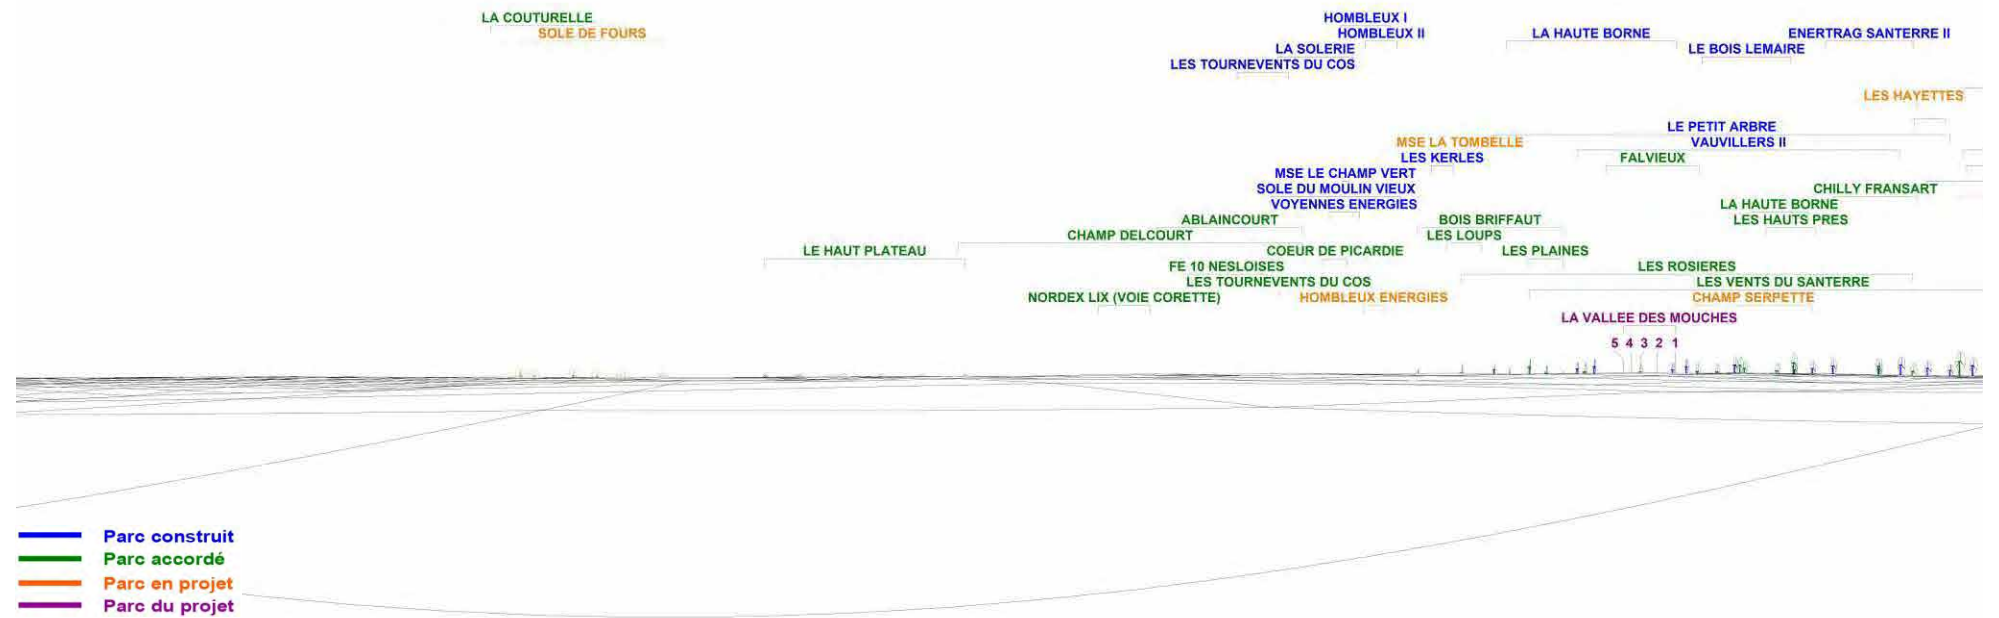 LA COUTURELLE
SOLE DE FOURS
HOMBLEUX I
HOMBLEUX II
LA SOLERIE
LES TOURNEVENTS DU COS
LA HAUTE BORNE
ENERTRAG SANTERRE II
LE BOIS LEMAIRE
LES HAYETTES
LE PETIT ARBRE
MSE LA TOMBELLE
VAUVILLERS II
LES KERLES
FALVIEUX
MSE LE CHAMP VERT
SOLE DU MOULIN VIEUX
CHILLY FRANSART
VOYENNES ENERGIES
LA HAUTE BORNE
ABLAINCOURT
BOIS BRIFFAUT
LES HAUTS PRES
CHAMP DELCOURT
LES LOUPS
LE HAUT PLATEAU
COEUR DE PICARDIE
LES PLAINES
FE 10 NESLOISES
LES ROSIERES
LES TOURNEVENTS DU COS
LES VENTS DU SANTERRE
NORDEX LIX (VOIE CORETTE)
HOMBLEUX ENERGIES
CHAMP SERPETTE
LA VALLEE DES MOUCHES
5 4 3 2 1
Parc construit
Parc accordé
Parc en projet
Parc du projet